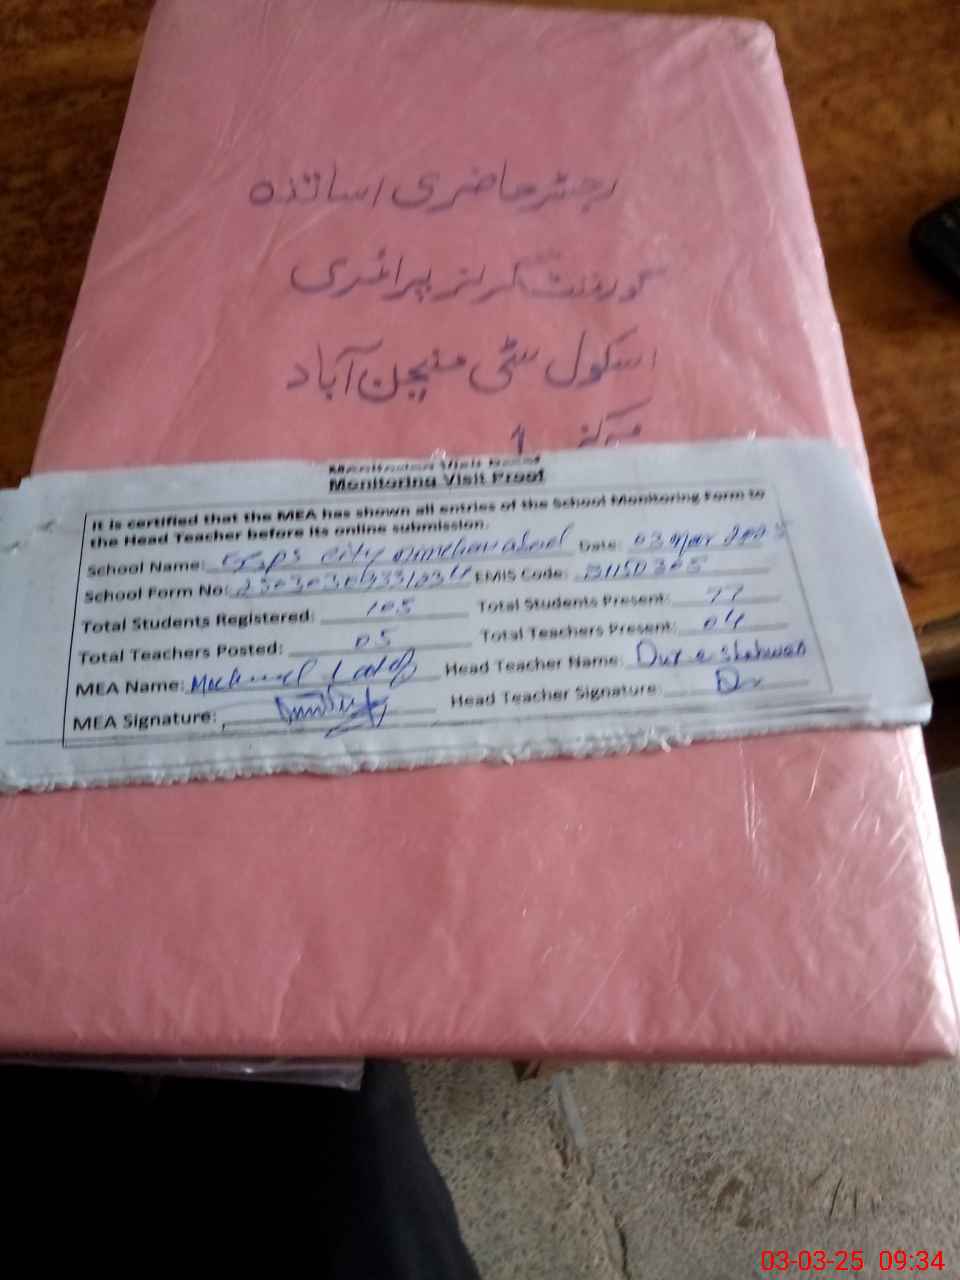 رجسٹر حاضری اساتذہ
گورنمنٹ گرلز پرائمری
اسکول سٹی منچن آباد
مرکز 1
Monitoring Visit Proof
It is certified that the MEA has shown all entries of the School Monitoring Form to
the Head Teacher before its online submission.
School Name: city Date: 03 Mar 2025
School Form No: EMIS Code: 31150305
Total Students Registered: 105 Total Students Present: 77
Total Teachers Posted: 05 Total Teachers Present: 04
MEA Name: Head Teacher Name: Dur e Shahwar
MEA Signature: Head Teacher Signature:
03-03-25 09:34